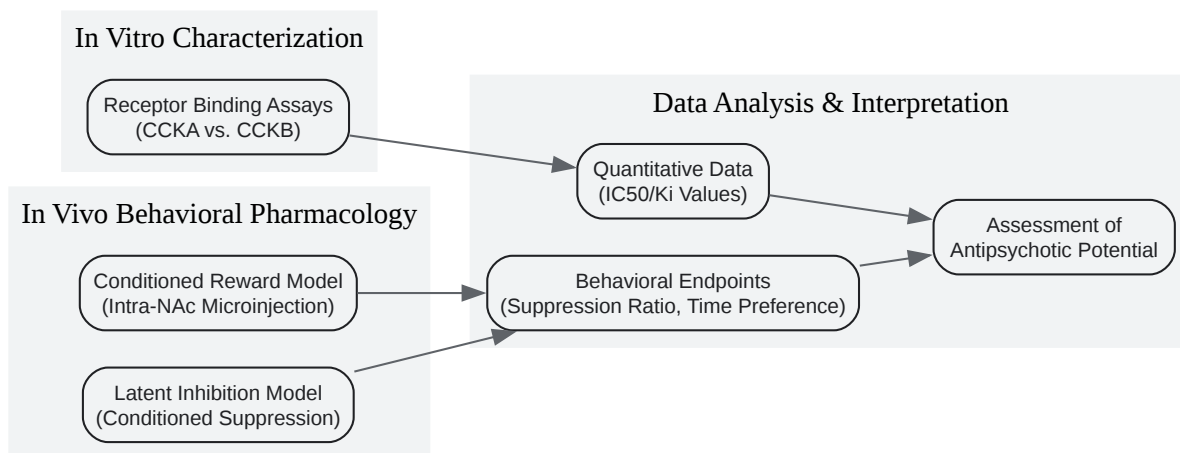 In Vitro Characterization
Receptor Binding Assays
(CCKA vs. CCKB)
In Vivo Behavioral Pharmacology
Conditioned Reward Model
(Intra-NAc Microinjection)
Latent Inhibition Model
(Conditioned Suppression)
Data Analysis & Interpretation
Quantitative Data
(IC50/Ki Values)
Behavioral Endpoints
(Suppression Ratio, Time Preference)
Assessment of
Antipsychotic Potential